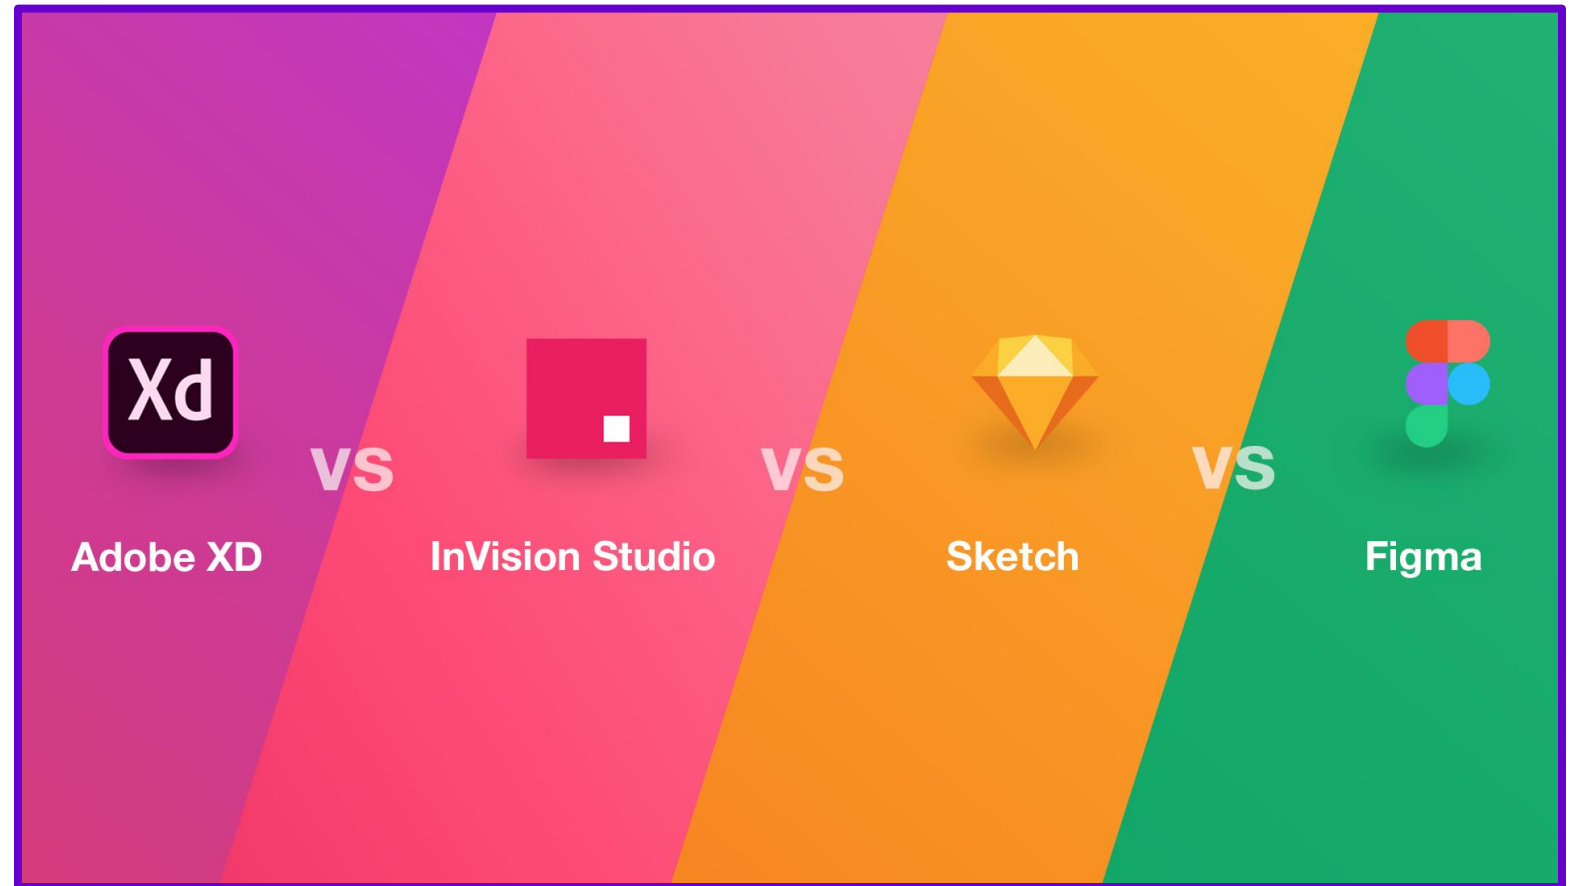 Xd
vs
vs
vs
Adobe XD
InVision Studio
Sketch
Figma